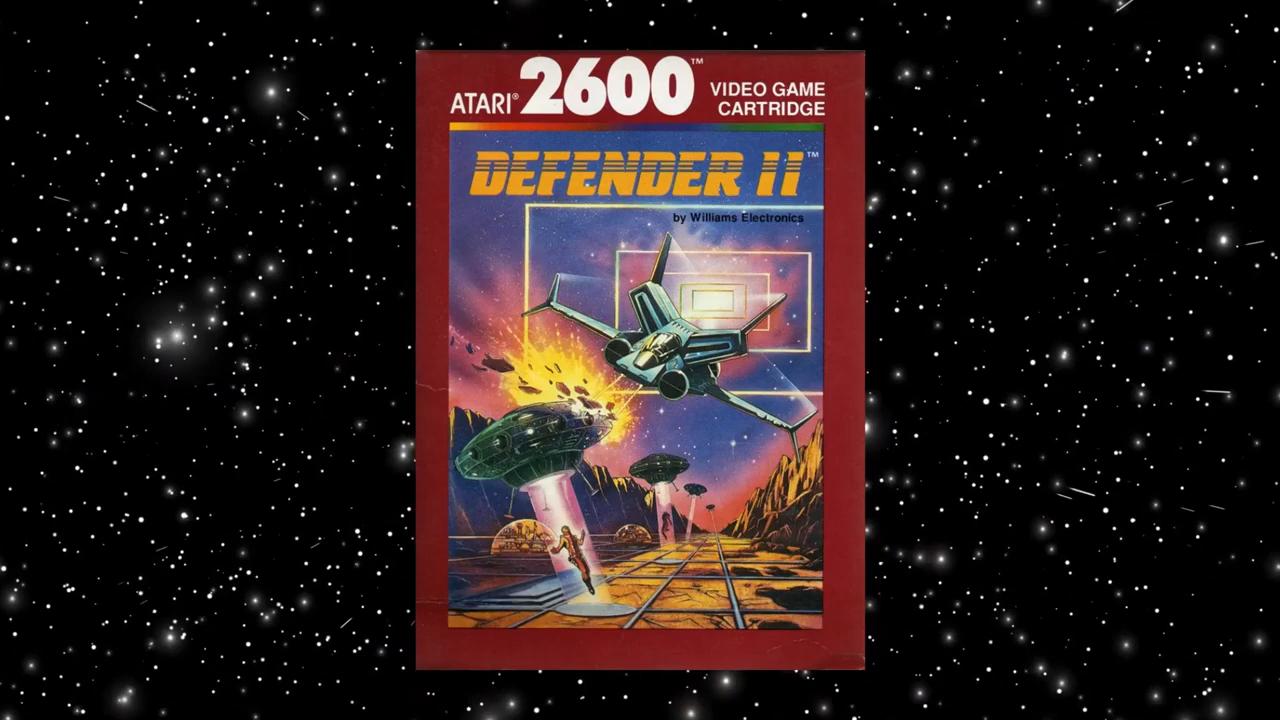 ATARI® 2600™ VIDEO GAME
CARTRIDGE
DEFENDER II™
by Williams Electronics